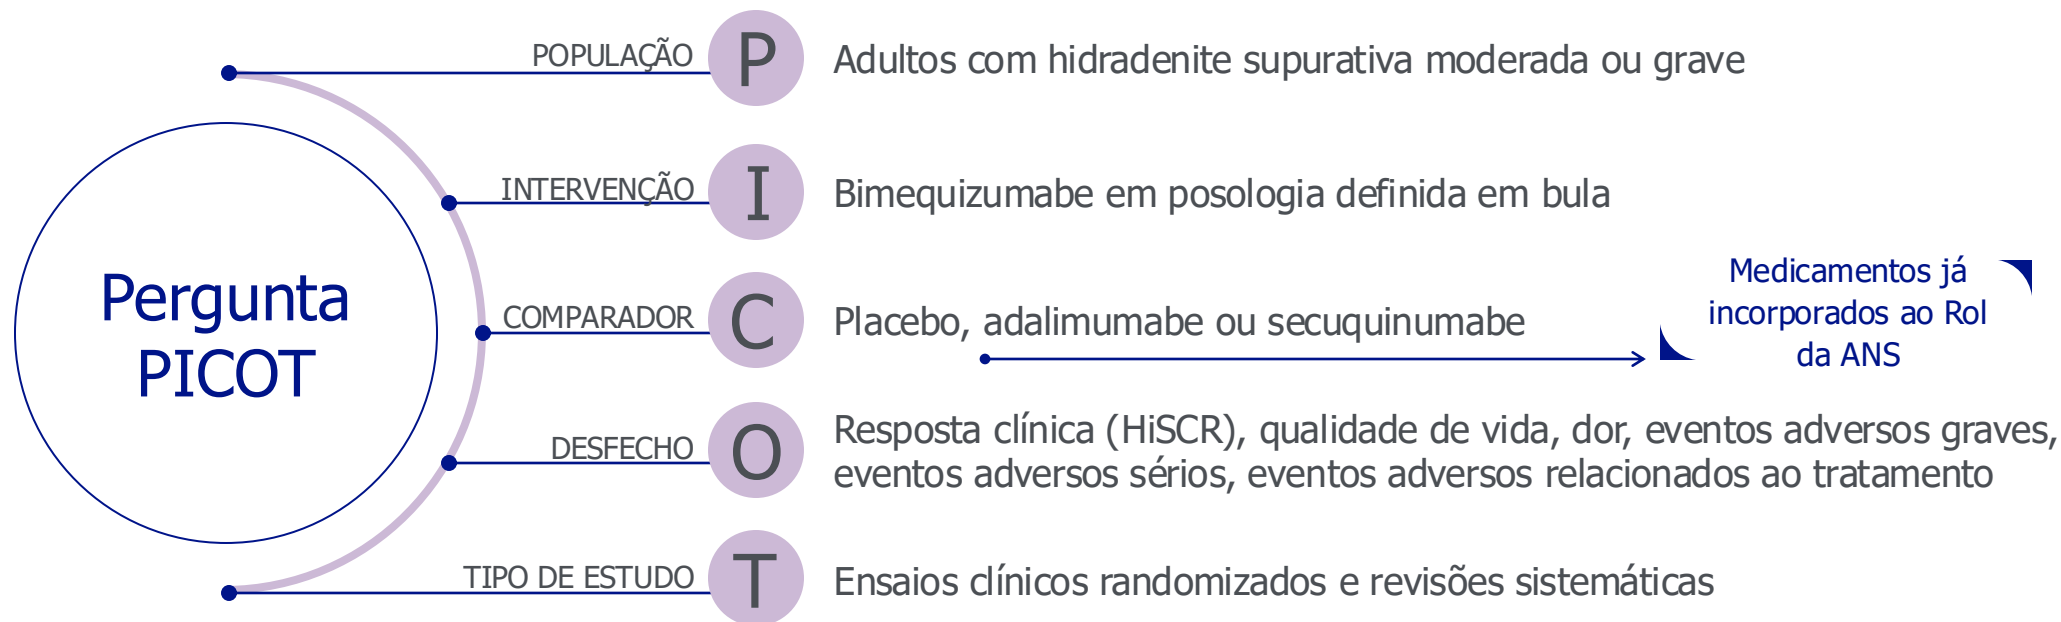 Pergunta
PICOT
POPULAÇÃO
P
Adultos com hidradenite supurativa moderada ou grave
INTERVENÇÃO
I
Bimequizumabe em posologia definida em bula
COMPARADOR
C
Placebo, adalimumabe ou secuquinumabe
Medicamentos já
incorporados ao Rol
da ANS
DESFECHO
O
Resposta clínica (HiSCR), qualidade de vida, dor, eventos adversos graves,
eventos adversos sérios, eventos adversos relacionados ao tratamento
TIPO DE ESTUDO
T
Ensaios clínicos randomizados e revisões sistemáticas